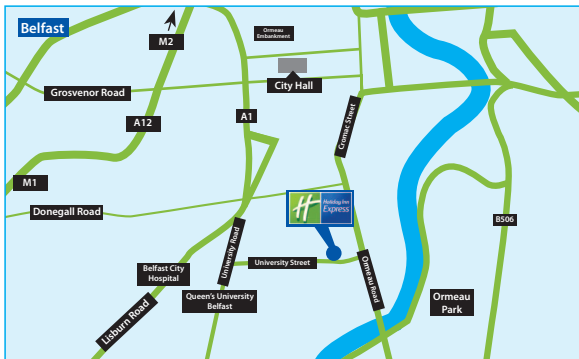 Belfast
M2
Ormeau
Embankment
City Hall
Grosvenor Road
A1
A12
Cromac Street
M1
Holiday Inn
Express
Donegall Road
B506
University Road
University Street
Belfast City
Hospital
Ormeau Road
Queen's University
Belfast
Ormeau
Park
Lisburn Road